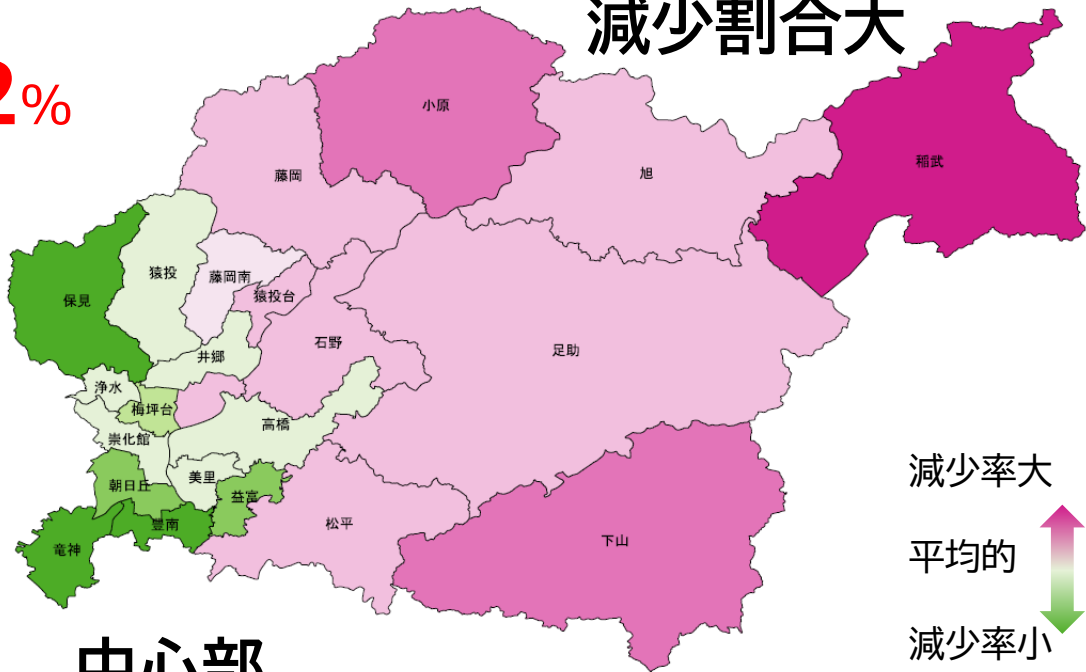 減少割合大
2%
小原
稲武
藤岡
旭
猿投
藤岡南
保見
猿投台
石野
足助
井郷
浄水
梅坪台
高橋
崇化館
美里
朝日丘
益富
豊南
松平
竜神
下山
減少率大
平均的
減少率小
中心部